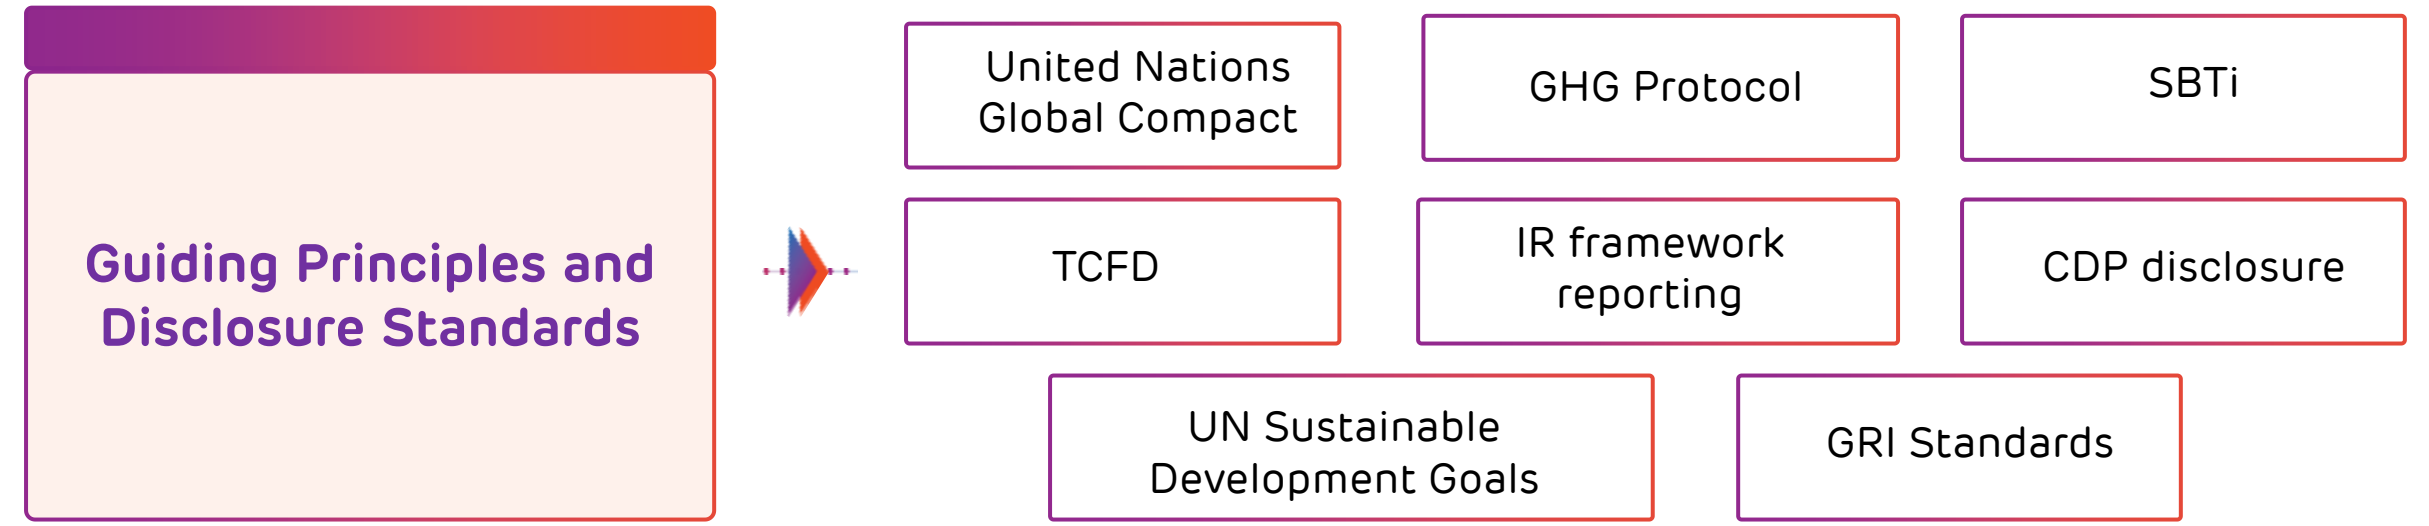 Guiding Principles and
Disclosure Standards
United Nations
Global Compact
GHG Protocol
SBTi
TCFD
IR framework
reporting
CDP disclosure
UN Sustainable
Development Goals
GRI Standards